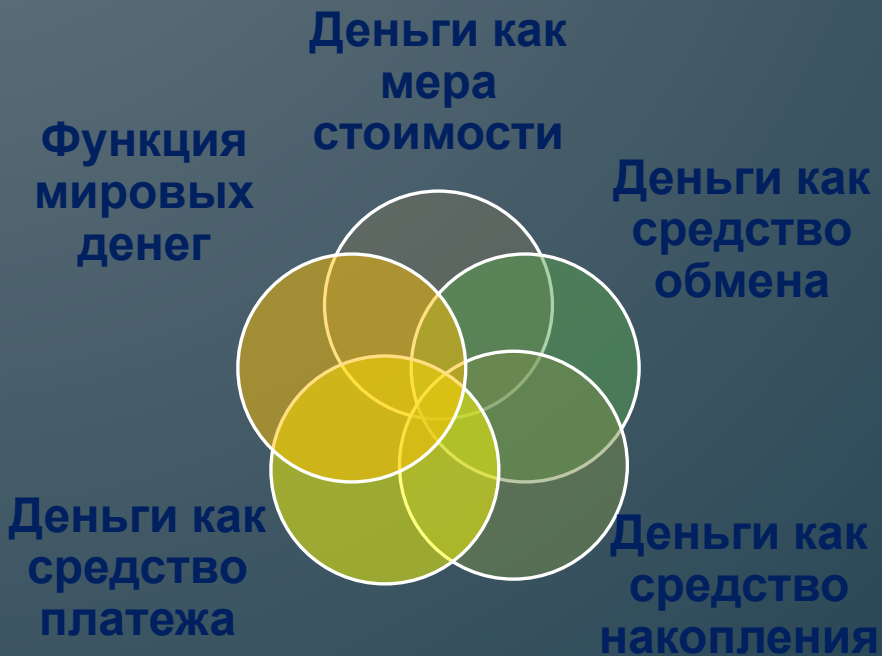 Деньги как
мера
стоимости
Функция
мировых
денег
Деньги как
средство
обмена
Деньги как
средство
платежа
Деньги как
средство
накопления